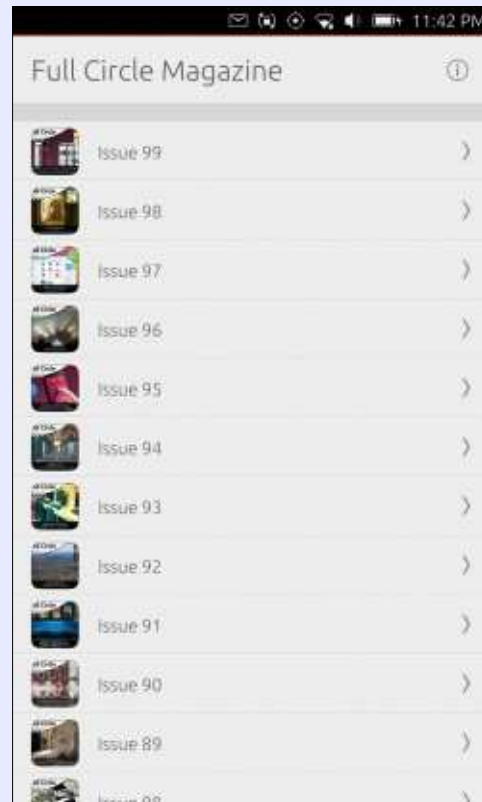 11:42 PM
Full Circle Magazine
Issue 99
Issue 98
Issue 97
Issue 96
Issue 95
Issue 94
Issue 93
Issue 92
Issue 91
Issue 90
Issue 89